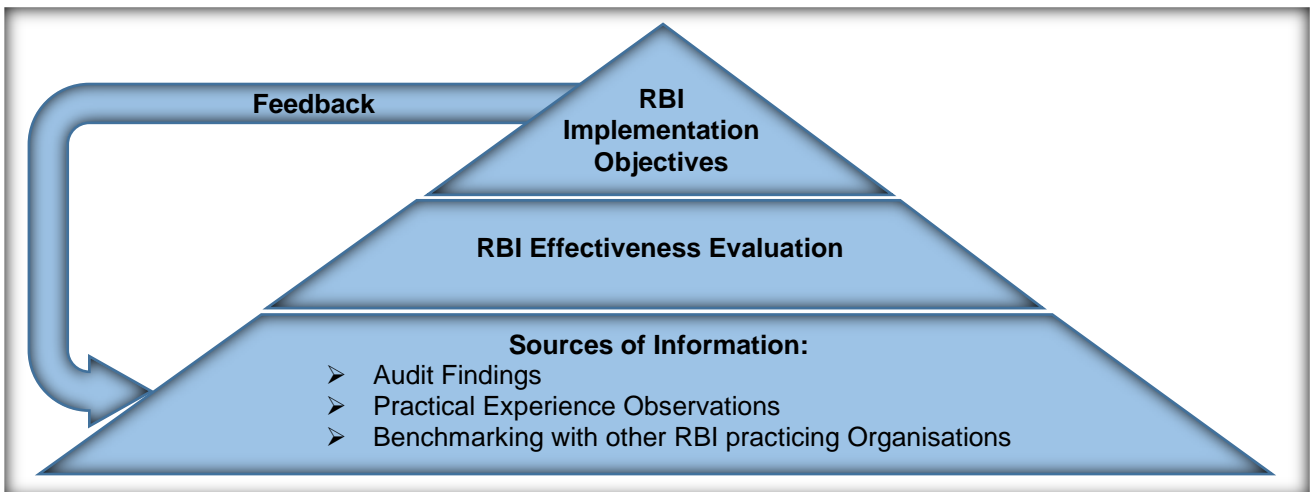 Feedback
RBI
Implementation
Objectives
RBI Effectiveness Evaluation
Sources of Information:
➢ Audit Findings
➢ Practical Experience Observations
➢ Benchmarking with other RBI practicing Organisations